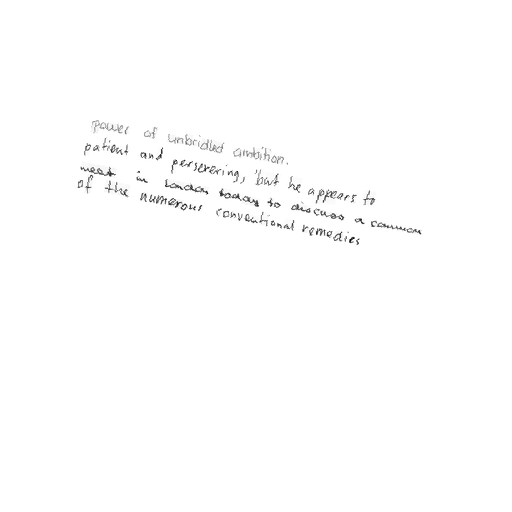 power of unbridled ambition.
patient and persevering, 'but he appears to
meet in London today to discuss a common
of the numerous conventional remedies